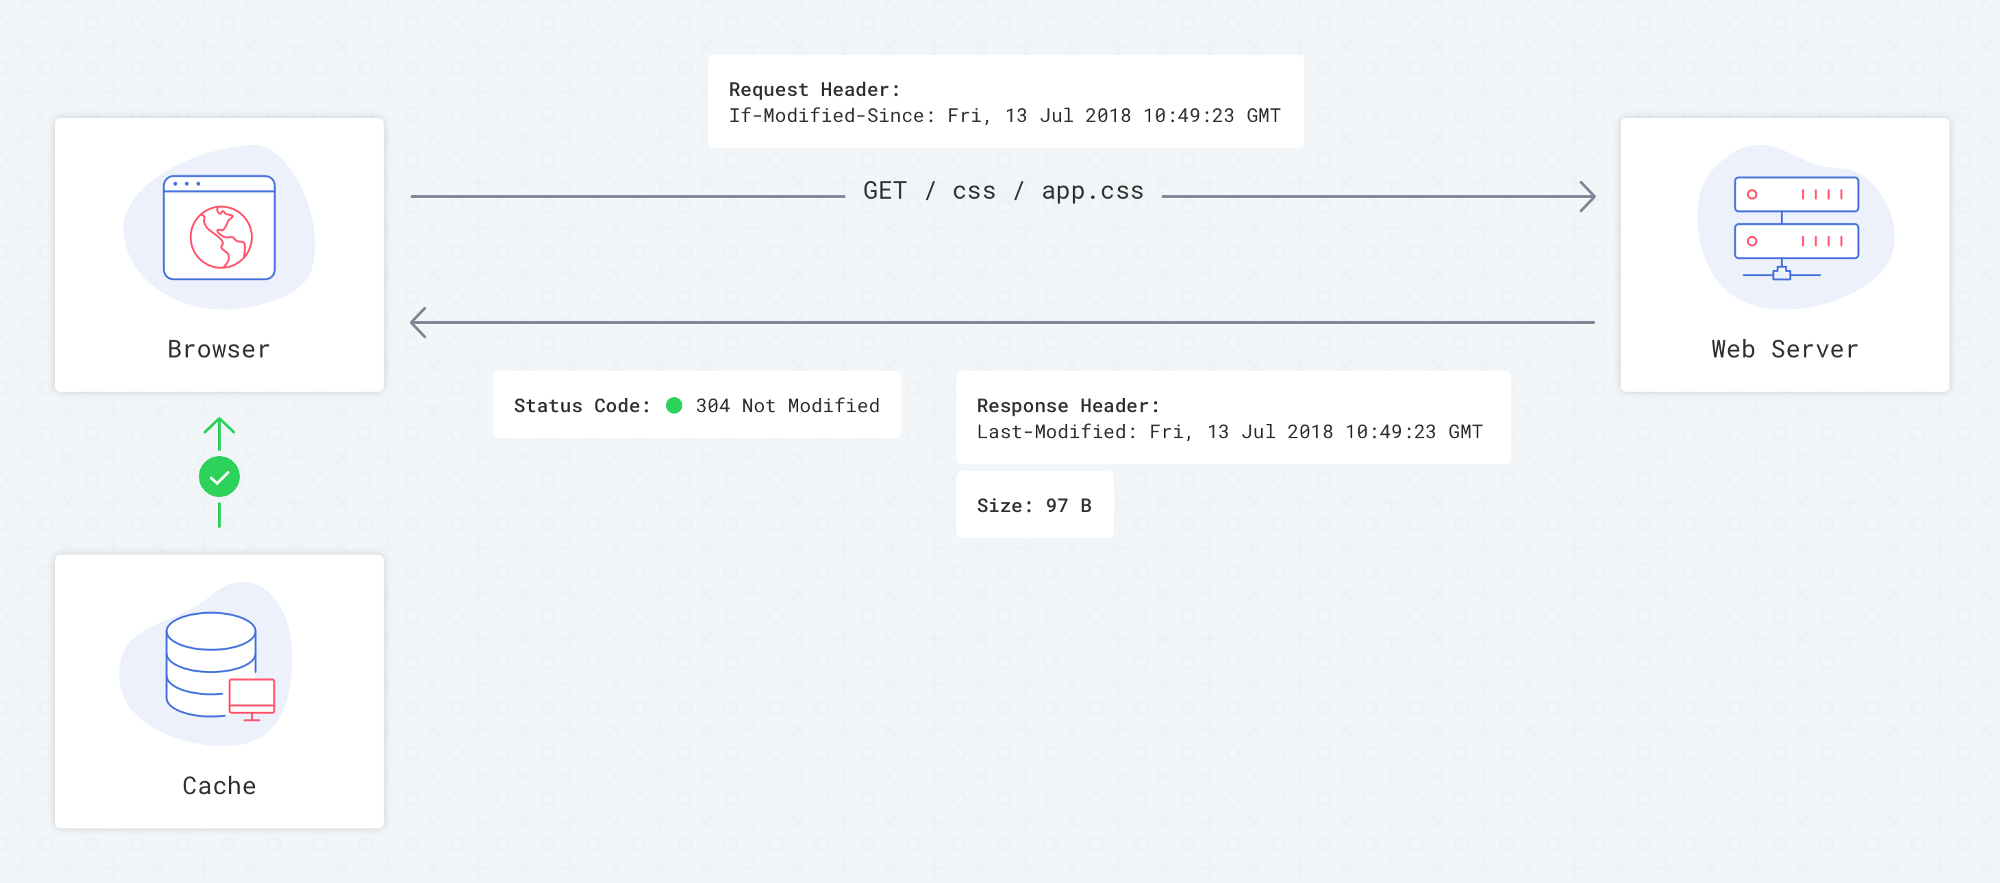 Request Header:
If-Modified-Since: Fri, 13 Jul 2018 10:49:23 GMT
GET / css / app.css
Browser
Web Server
Status Code: 304 Not Modified
Response Header:
Last-Modified: Fri, 13 Jul 2018 10:49:23 GMT
Size: 97 B
Cache